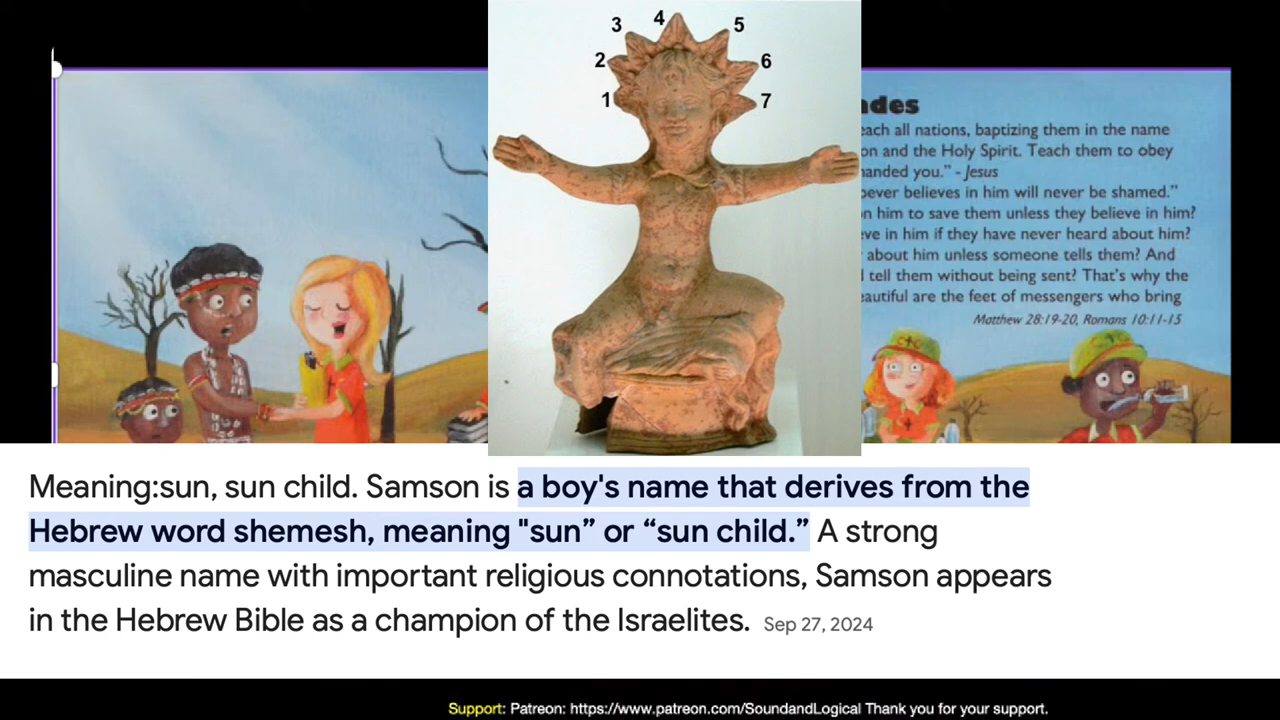 3 4 5
2 6
1 7
ades
each all nations, baptizing them in the name
on and the Holy Spirit. Teach them to obey
anded you." - Jesus
ever believes in him will never be shamed."
n him to save them unless they believe in him?
eve in him if they have never heard about him?
about him unless someone tells them? And
tell them without being sent? That's why the
eautiful are the feet of messengers who bring
Matthew 28:19-20, Romans 10:11-15
Meaning:sun, sun child. Samson is a boy's name that derives from the
Hebrew word shemesh, meaning "sun” or “sun child.” A strong
masculine name with important religious connotations, Samson appears
in the Hebrew Bible as a champion of the Israelites. Sep 27, 2024
Support: Patreon: https://www.patreon.com/SoundandLogical Thank you for your support.